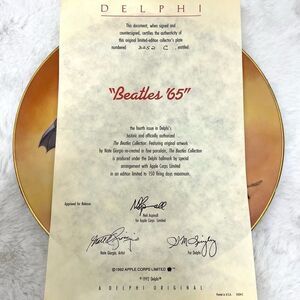 DELPHI
This document, when signed and
countersigned, certifies the authenticity of
this original limited-edition collector's plate
numbered 3252 C, entitled:
"Beatles '65"
the fourth issue in Delphi's
historic and officially authorized
The Beatles Collection. Featuring original artwork
by Nate Giorgio re-created in fine porcelain, The Beatles Collection
is produced under the Delphi hallmark by special
arrangement with Apple Corps Limited
in an edition limited to 150 firing days maximum.
Approved for Release:
Neil Aspinall
for Apple Corps Limited
Nate Giorgio, Artist
For Delphi
©1992 APPLE CORPS LIMITED
©1992 Delphi
A DELPHI ORIGINAL
Printed in U.S.A.